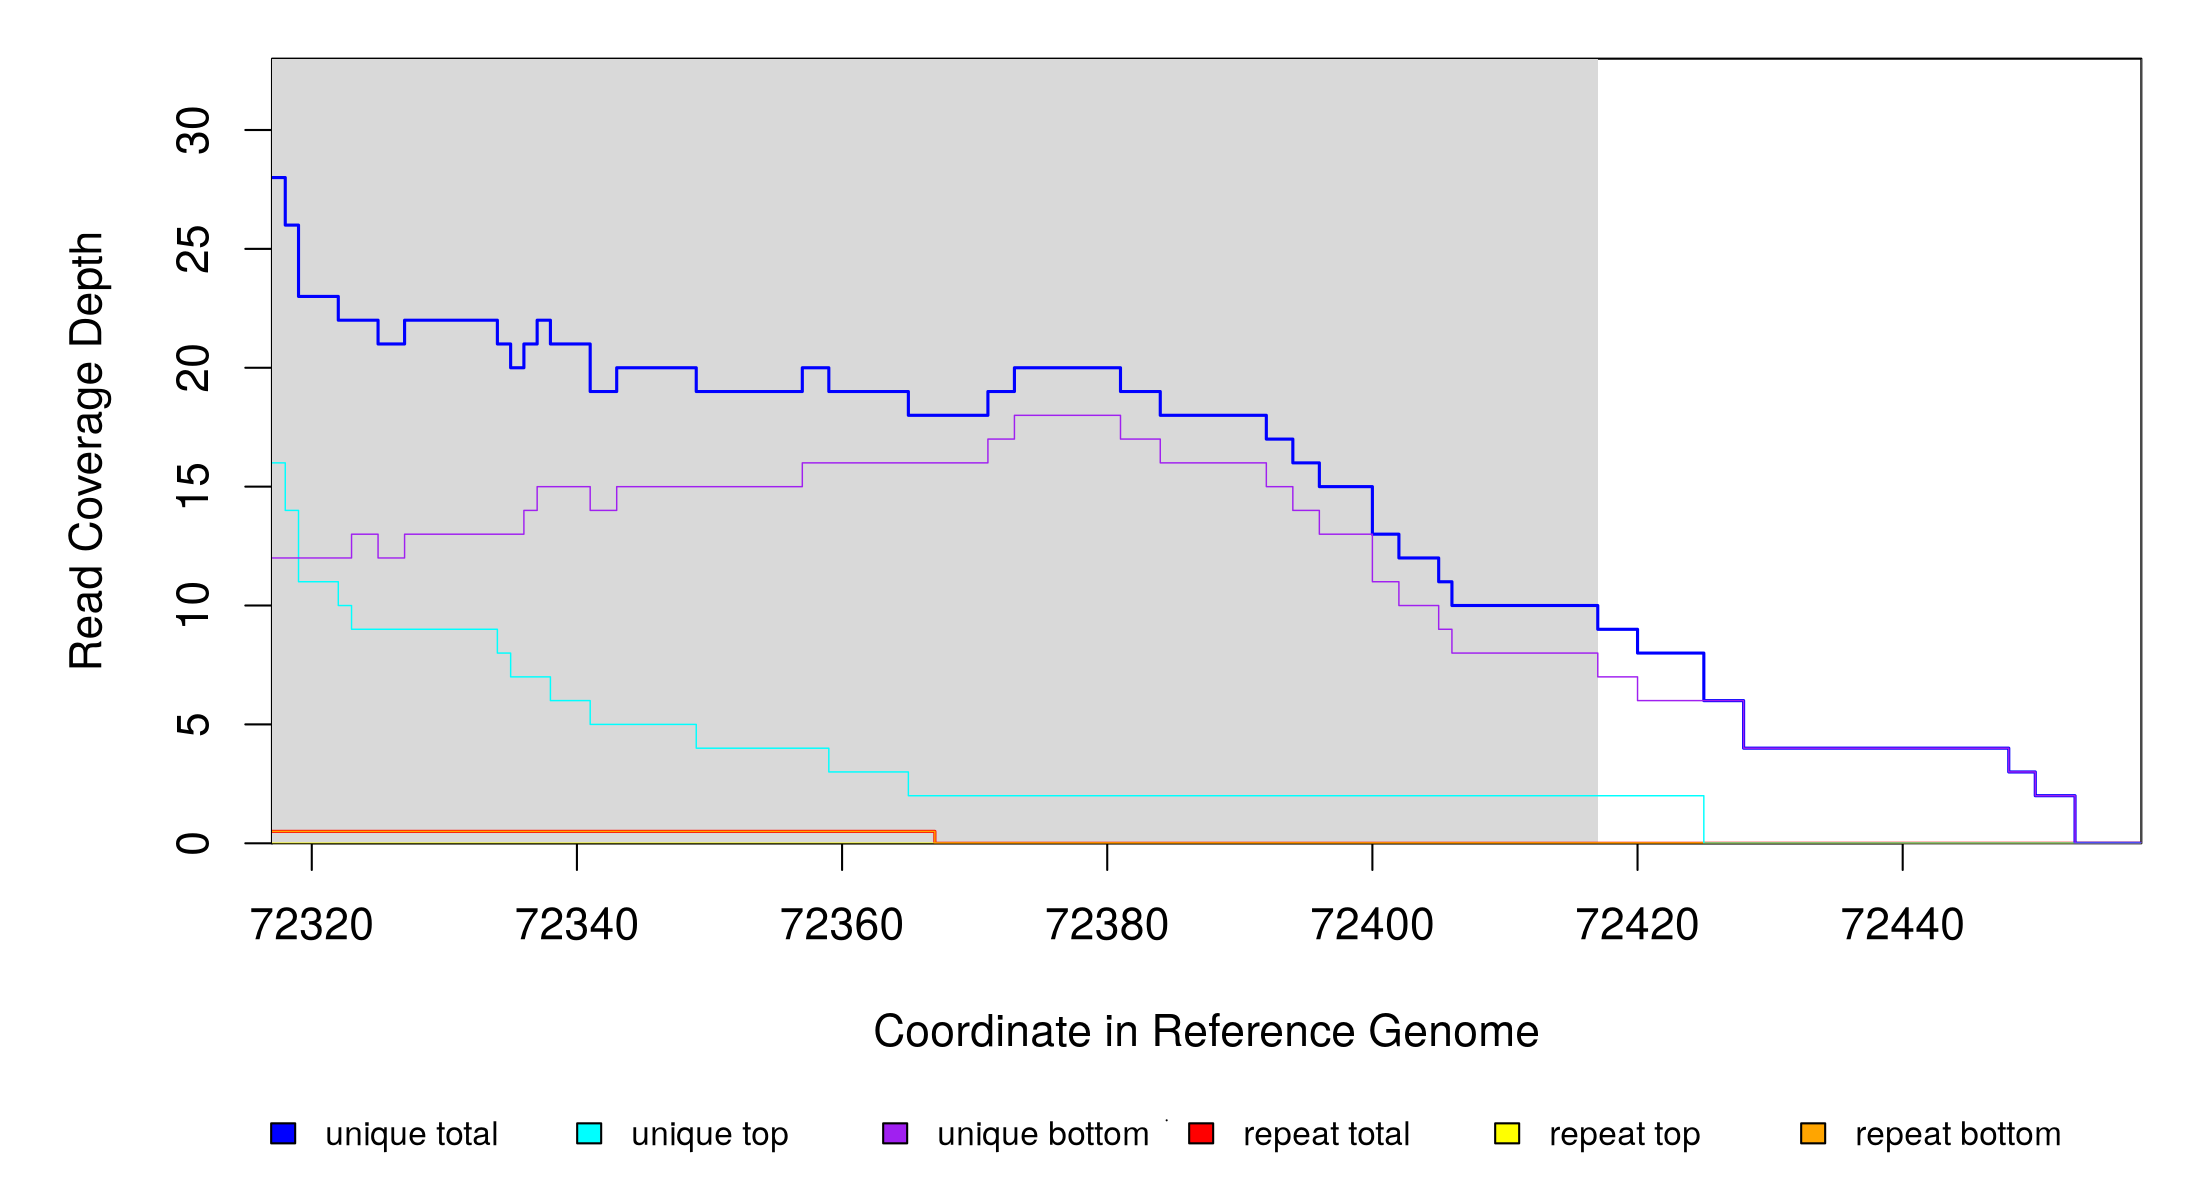 Read Coverage Depth
30
25
20
15
10
5
0
72320 72340 72360 72380 72400 72420 72440
Coordinate in Reference Genome
unique total unique top unique bottom repeat total repeat top repeat bottom